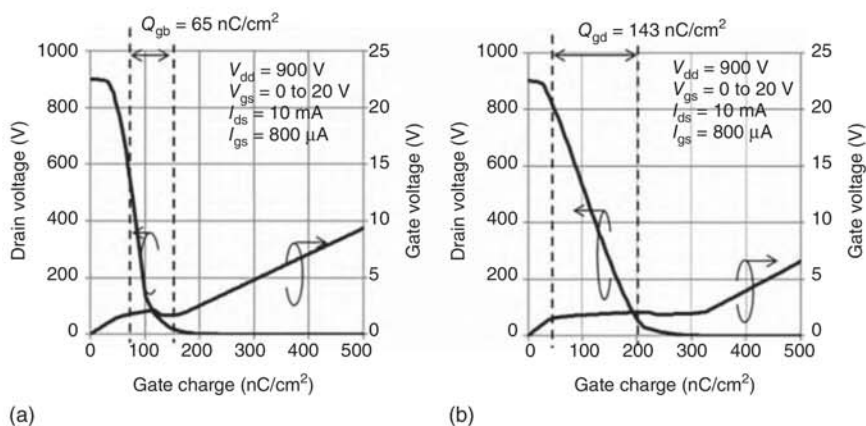 Q_gb = 65 nC/cm²
1000
800
600
400
200
0
Drain voltage (V)
V_dd = 900 V
V_gs = 0 to 20 V
I_ds = 10 mA
I_gs = 800 µA
25
20
15
10
5
0
Gate voltage (V)
0 100 200 300 400 500
Gate charge (nC/cm²)
(a)
Q_gd = 143 nC/cm²
1000
800
600
400
200
0
Drain voltage (V)
V_dd = 900 V
V_gs = 0 to 20 V
I_ds = 10 mA
I_gs = 800 µA
25
20
15
10
5
0
Gate voltage (V)
0 100 200 300 400 500
Gate charge (nC/cm²)
(b)